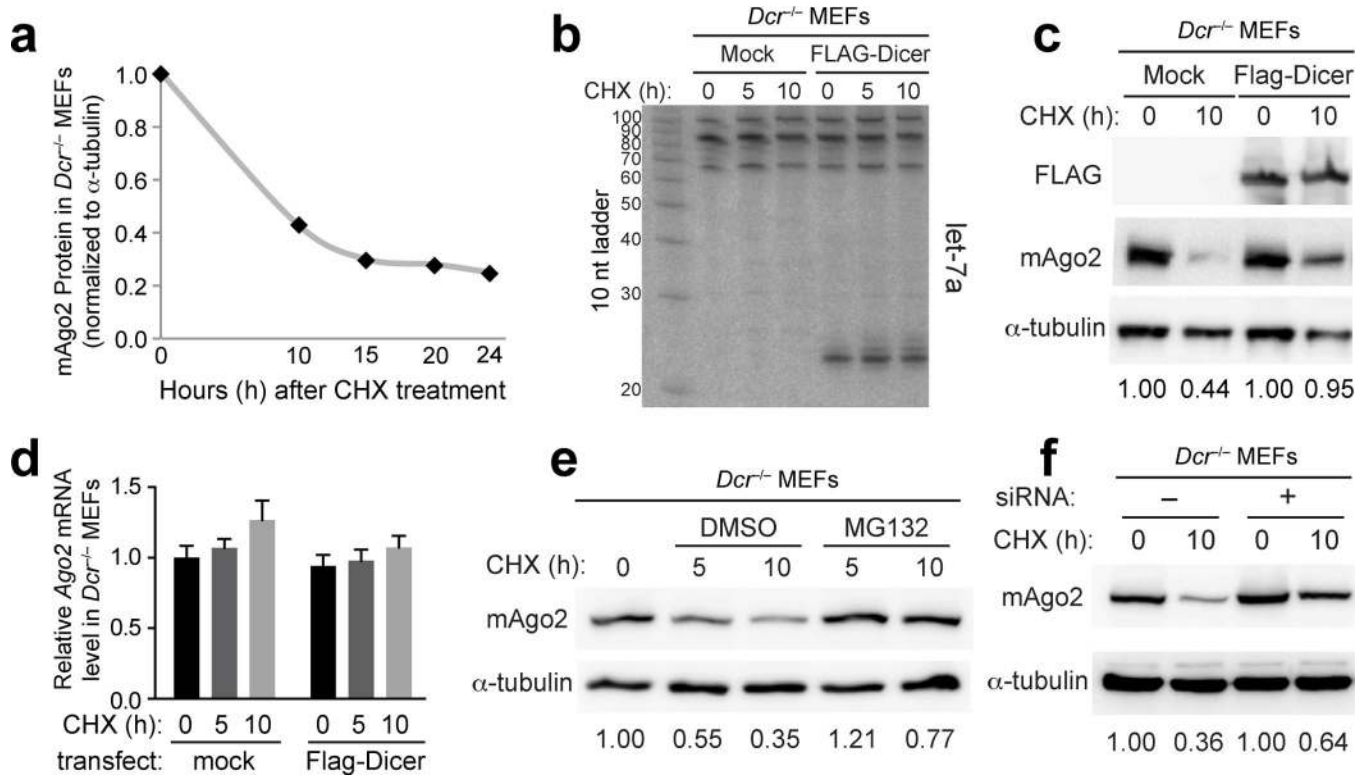 a
mAgo2 Protein in Dcr–/– MEFs
(normalized to α-tubulin)
1.0
0.8
0.6
0.4
0.2
0.0
0 10 15 20 24
Hours (h) after CHX treatment
b
Dcr–/– MEFs
Mock FLAG-Dicer
CHX (h): 0 5 10 0 5 10
10 nt ladder
100
90
80
70
60
50
40
30
20
let-7a
c
Dcr–/– MEFs
Mock Flag-Dicer
CHX (h): 0 10 0 10
FLAG
mAgo2
α-tubulin
1.00 0.44 1.00 0.95
d
Relative Ago2 mRNA
level in Dcr–/– MEFs
1.5
1.0
0.5
0.0
CHX (h): 0 5 10 0 5 10
transfect: mock Flag-Dicer
e
Dcr–/– MEFs
DMSO MG132
CHX (h): 0 5 10 5 10
mAgo2
α-tubulin
1.00 0.55 0.35 1.21 0.77
f
Dcr–/– MEFs
siRNA: – +
CHX (h): 0 10 0 10
mAgo2
α-tubulin
1.00 0.36 1.00 0.64